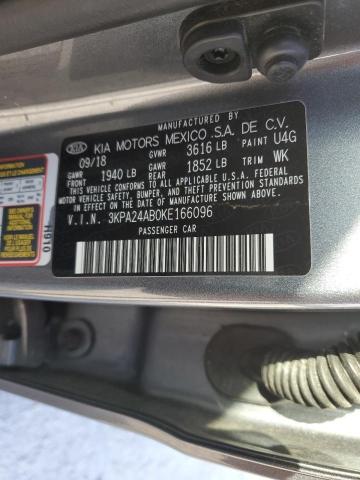 MANUFACTURED BY
KIA KIA MOTORS MEXICO .S.A. DE C.V.
09/18 GVWR 3616 LB PAINT U4G
GAWR FRONT 1940 LB GAWR REAR 1852 LB TRIM WK
THIS VEHICLE CONFORMS TO ALL APPLICABLE U.S. FEDERAL MOTOR VEHICLE SAFETY, BUMPER, AND THEFT PREVENTION STANDARDS IN EFFECT ON THE DATE OF MANUFACTURE SHOWN ABOVE.
V.I.N. 3KPA24AB0KE166096
PASSENGER CAR
H910